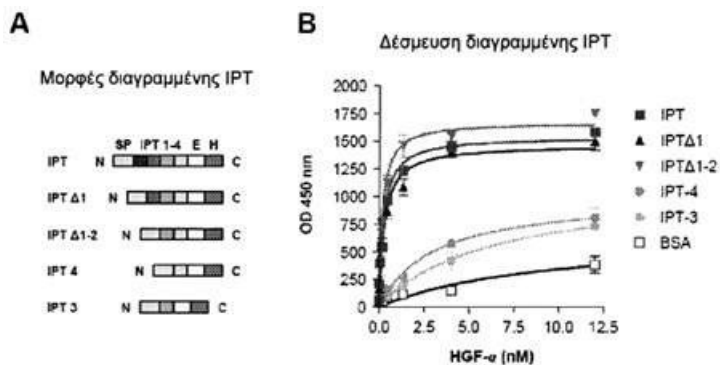 A
Μορφές διαγραμμένης IPT
SP IPT 1-4 E H
IPT N C
IPT Δ1 N C
IPT Δ1-2 N C
IPT 4 N C
IPT 3 N C
B
Δέσμευση διαγραμμένης IPT
OD 450 nm
2000
1750
1500
1250
1000
750
500
250
0
0.0 2.5 5.0 7.5 10.0 12.5
HGF-α (nM)
IPT
IPTΔ1
IPTΔ1-2
IPT-4
IPT-3
BSA